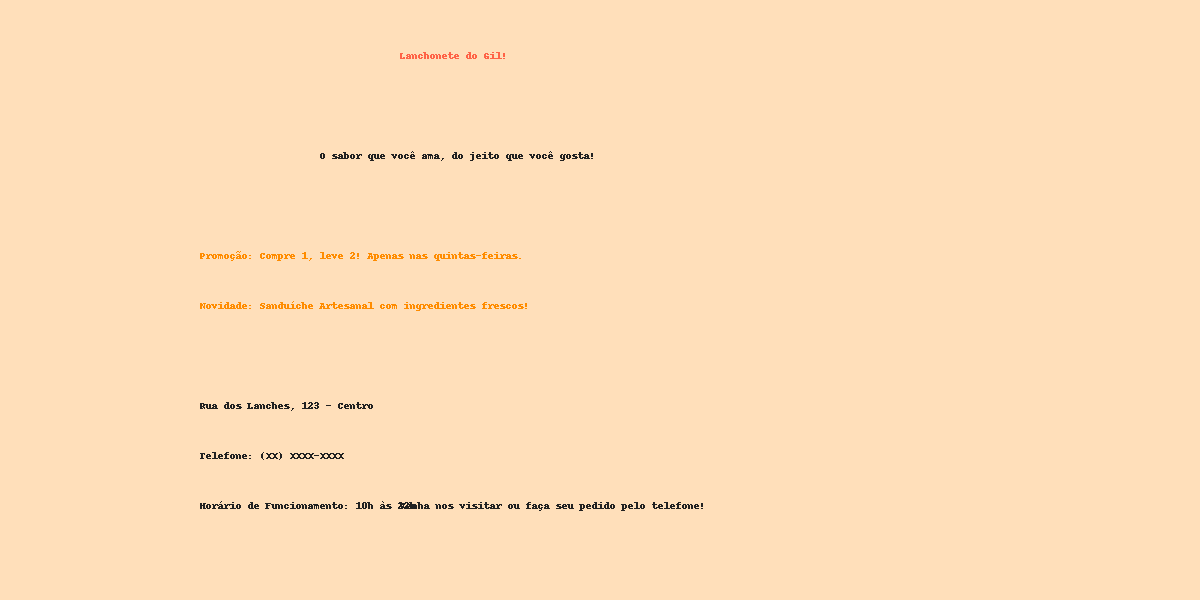 Lanchonete do Gil!
O sabor que você ama, do jeito que você gosta!
Promoção: Compre 1, leve 2! Apenas nas quintas-feiras.
Novidade: Sanduíche Artesanal com ingredientes frescos!
Rua dos Lanches, 123 - Centro
Telefone: (XX) XXXX-XXXX
Horário de Funcionamento: 10h às 22h
Venha nos visitar ou faça seu pedido pelo telefone!